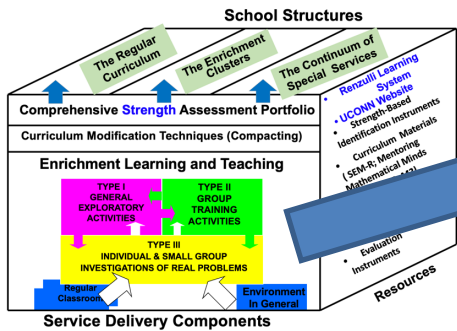 School Structures
The Regular
Curriculum
The Enrichment
Clusters
The Continuum of
Special Services
Comprehensive Strength Assessment Portfolio
Curriculum Modification Techniques (Compacting)
Enrichment Learning and Teaching
TYPE I
GENERAL
EXPLORATORY
ACTIVITIES
TYPE II
GROUP
TRAINING
ACTIVITIES
TYPE III
INDIVIDUAL & SMALL GROUP
INVESTIGATIONS OF REAL PROBLEMS
Regular
Classroom
Environment
In General
Service Delivery Components
• Renzulli Learning
System
• UCONN Website
• Strength-Based
Identification Instruments
• Curriculum Materials
( SEM-R; Mentoring
Mathematical Minds
• Evaluation
Instruments
Resources